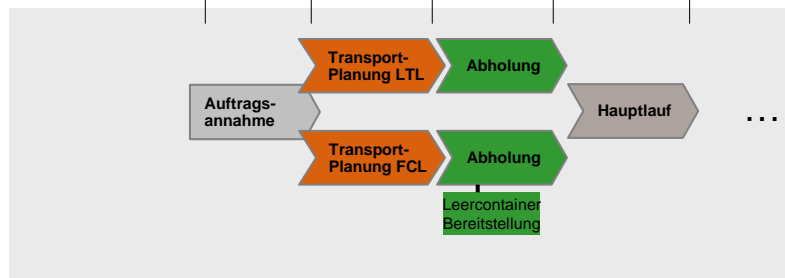 Auftrags-
annahme
Transport-
Planung LTL
Abholung
Transport-
Planung FCL
Abholung
Leercontainer
Bereitstellung
Hauptlauf
...